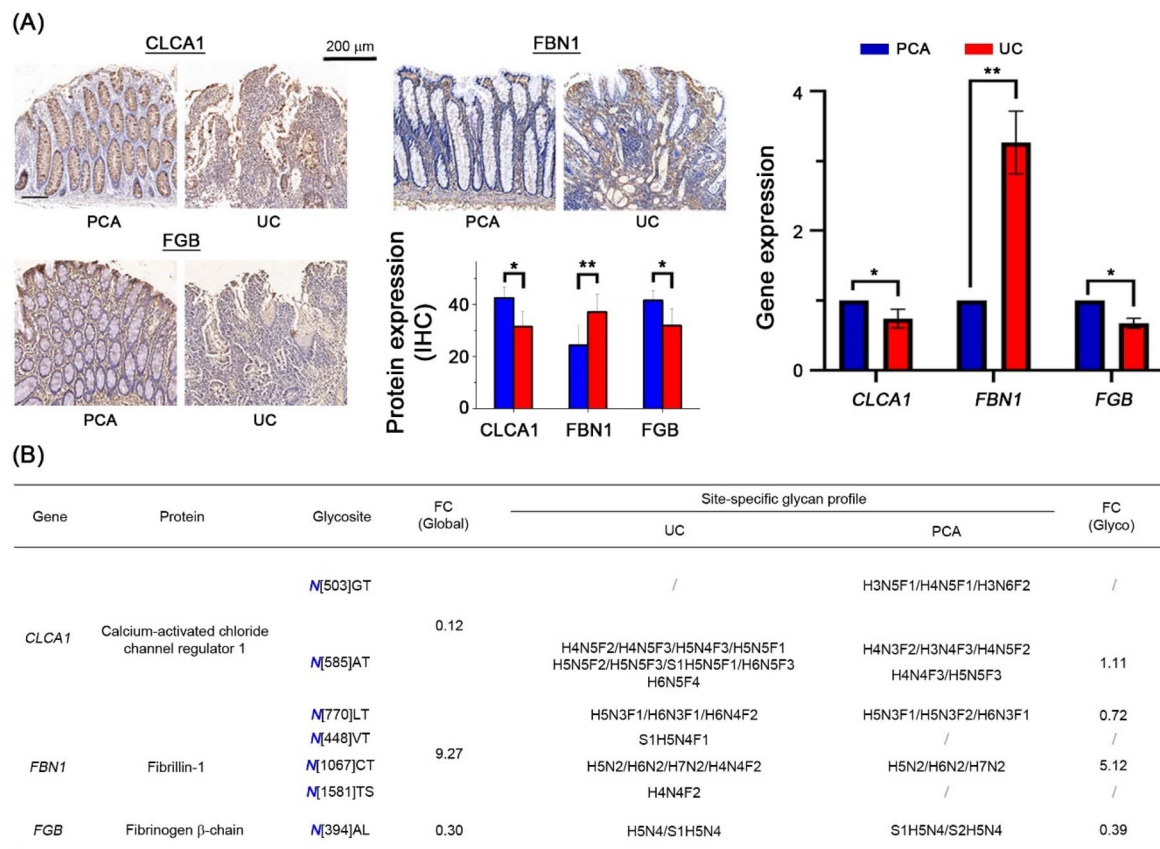 (A)
CLCA1
200 μm
PCA
UC
FBN1
PCA
UC
FGB
PCA
UC
Protein expression
(IHC)
40
20
0
*
**
*
CLCA1
FBN1
FGB
PCA
UC
Gene expression
4
2
0
*
**
*
CLCA1
FBN1
FGB
(B)
Gene
Protein
Glycosite
FC
(Global)
Site-specific glycan profile
UC
PCA
FC
(Glyco)
CLCA1
Calcium-activated chloride
channel regulator 1
0.12
N[503]GT
/
H3N5F1/H4N5F1/H3N6F2
/
N[585]AT
H4N5F2/H4N5F3/H5N4F3/H5N5F1
H5N5F2/H5N5F3/S1H5N5F1/H6N5F3
H6N5F4
H4N3F2/H3N4F3/H4N5F2
H4N4F3/H5N5F3
1.11
N[770]LT
H5N3F1/H6N3F1/H6N4F2
H5N3F1/H5N3F2/H6N3F1
0.72
FBN1
Fibrillin-1
9.27
N[448]VT
S1H5N4F1
/
/
N[1067]CT
H5N2/H6N2/H7N2/H4N4F2
H5N2/H6N2/H7N2
5.12
N[1581]TS
H4N4F2
/
/
FGB
Fibrinogen β-chain
N[394]AL
0.30
H5N4/S1H5N4
S1H5N4/S2H5N4
0.39